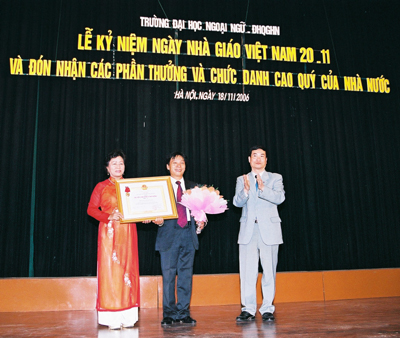 TRƯỜNG ĐẠI HỌC NGOẠI NGỮ _ ĐHQGHN
LỄ KỶ NIỆM NGÀY NHÀ GIÁO VIỆT NAM 20 _ 11
VÀ ĐÓN NHẬN CÁC PHẦN THƯỞNG VÀ CHỨC DANH CAO QUÝ CỦA NHÀ NƯỚC
HÀ NỘI, NGÀY 18 / 11 / 2006